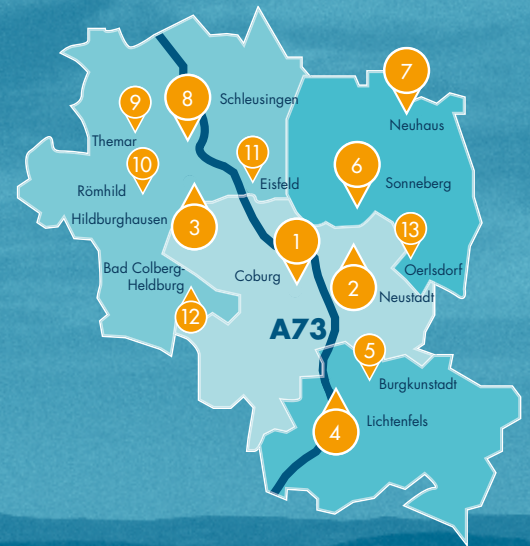 7
9
8
Schleusingen
Neuhaus
Themar
11
10
6
Römhild
Eisfeld
Sonneberg
Hildburghausen
3
13
1
Bad Colberg-
Heldburg
Coburg
Oerlsdorf
2
Neustadt
12
A73
5
Burgkunstadt
Lichtenfels
4